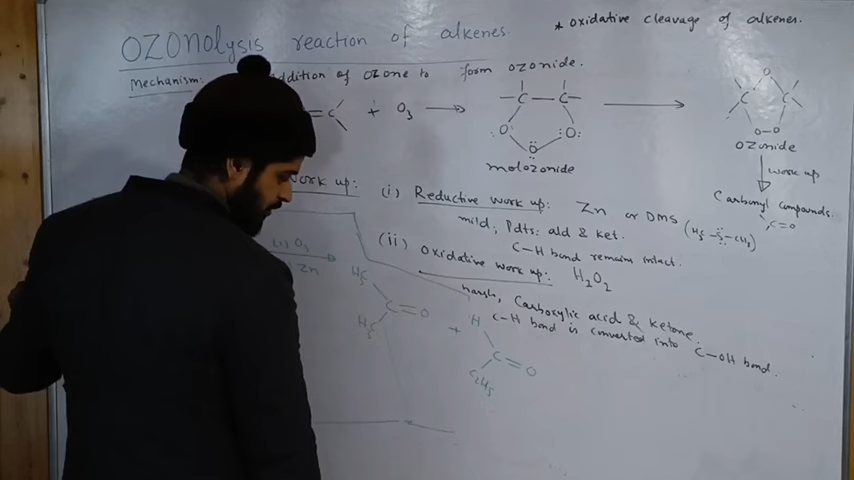 OZONOlysis reaction of alkenes.
* oxidative cleavage of alkenes.
Mechanism: addition of ozone to form ozonide.
=C + O3
C—C
:O :O:
:O:
molozonide
O
C C
O—O
ozonide
work up
Carbonyl compounds.
C=O
work up:
(i) Reductive work up: Zn or DMS (H3C-S-CH3)
mild; Pdts: ald & ket.
C-H bond remains intact.
(ii) oxidative work up: H2O2
harsh, Carboxylic acid & Ketone.
C-H bond is converted into C-OH bond.
(1) O3
Zn
H3C
C=O
H3C
+
H
C=O
C2H5